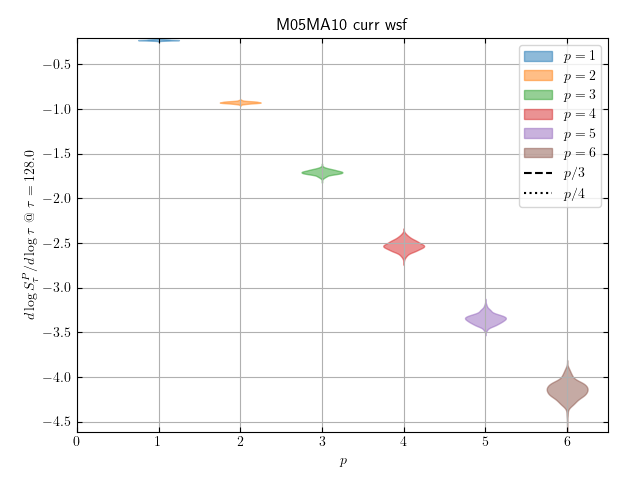 M05MA10 curr wsf
d log S_τ^P / d log τ @ τ = 128.0
−0.5
−1.0
−1.5
−2.0
−2.5
−3.0
−3.5
−4.0
−4.5
p = 1
p = 2
p = 3
p = 4
p = 5
p = 6
p/3
p/4
0 1 2 3 4 5 6
p